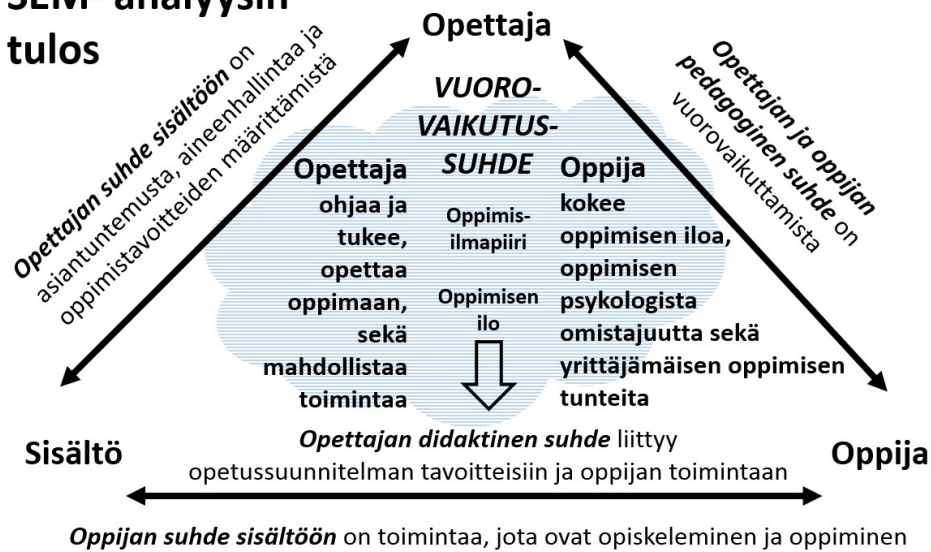 SEM- analyysin
tulos
Opettaja
Opettajan suhde sisältöön on
asiantuntemusta, aineenhallintaa ja
oppimistavoitteiden määrittämistä
Opettajan ja oppijan
pedagoginen suhde on
vuorovaikuttamista
VUORO-
VAIKUTUS-
SUHDE
Opettaja
ohjaa ja
tukee,
opettaa
oppimaan,
sekä
mahdollistaa
toimintaa
Oppimis-
ilmapiiri
Oppimisen
ilo
Oppija
kokee
oppimisen iloa,
oppimisen
psykologista
omistajuutta sekä
yrittäjämäisen oppimisen
tunteita
Sisältö
Opettajan didaktinen suhde liittyy
opetussuunnitelman tavoitteisiin ja oppijan toimintaan
Oppija
Oppijan suhde sisältöön on toimintaa, jota ovat opiskeleminen ja oppiminen